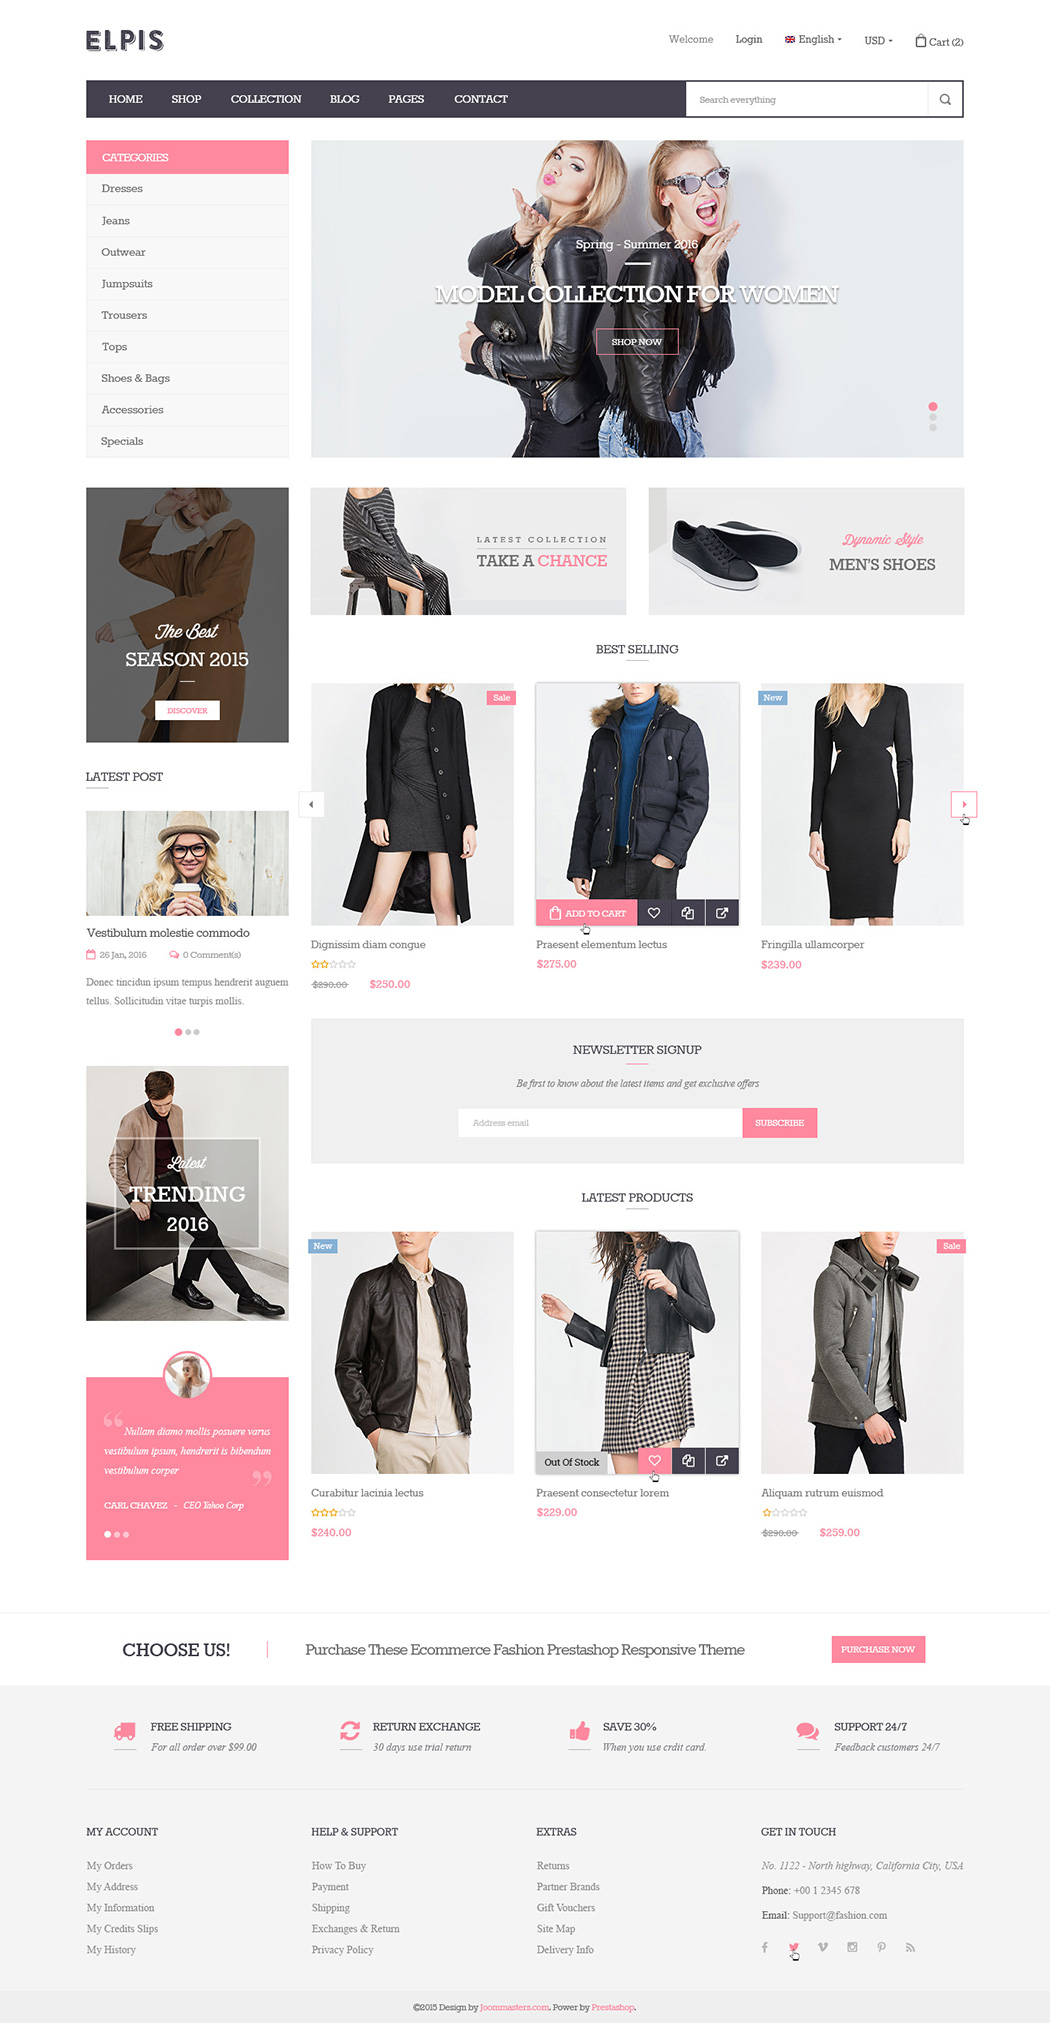 ELPIS
Welcome
Login
English
USD
Cart (2)
HOME
SHOP
COLLECTION
BLOG
PAGES
CONTACT
Search everything
CATEGORIES
Dresses
Jeans
Outwear
Jumpsuits
Trousers
Tops
Shoes & Bags
Accessories
Specials
Spring - Summer 2016
MODEL COLLECTION FOR WOMEN
SHOP NOW
The Best
SEASON 2015
DISCOVER
LATEST COLLECTION
TAKE A CHANCE
Dynamic Style
MEN'S SHOES
LATEST POST
Vestibulum molestie commodo
26 Jan, 2016
0 Comment(s)
Donec tincidun ipsum tempus hendrerit auguem
tellus. Sollicitudin vitae turpis mollis.
Latest
TRENDING
2016
Nullam diamo mollis posuere varus
vestibulum ipsum, hendrerit is bibendum
vestibulum corper
CARL CHAVEZ - CEO Yahoo Corp
BEST SELLING
Sale
New
ADD TO CART
Dignissim diam congue
$290.00 $250.00
Praesent elementum lectus
$275.00
Fringilla ullamcorper
$239.00
NEWSLETTER SIGNUP
Be first to know about the latest items and get exclusive offers
Address email
SUBSCRIBE
LATEST PRODUCTS
New
Sale
Out Of Stock
Curabitur lacinia lectus
$240.00
Praesent consectetur lorem
$229.00
Aliquam rutrum euismod
$290.00 $259.00
CHOOSE US!
Purchase These Ecommerce Fashion Prestashop Responsive Theme
PURCHASE NOW
FREE SHIPPING
For all order over $99.00
RETURN EXCHANGE
30 days use trial return
SAVE 30%
When you use crdit card.
SUPPORT 24/7
Feedback customers 24/7
MY ACCOUNT
My Orders
My Address
My Information
My Credits Slips
My History
HELP & SUPPORT
How To Buy
Payment
Shipping
Exchanges & Return
Privacy Policy
EXTRAS
Returns
Partner Brands
Gift Vouchers
Site Map
Delivery Info
GET IN TOUCH
No. 1122 - North highway, California City, USA
Phone: +00 1 2345 678
Email: Support@fashion.com
©2015 Design by Joommasters.com. Power by Prestashop.